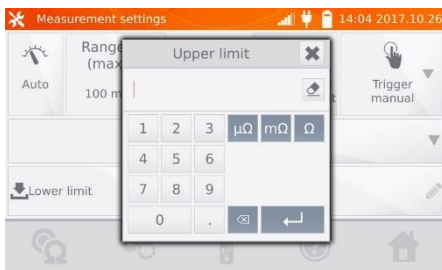 Measurement settings 14:04 2017.10.26
Upper limit
Auto
Range
(max
100 m
Trigger
manual
1 2 3 µΩ mΩ Ω
4 5 6
7 8 9
0 .
Lower limit